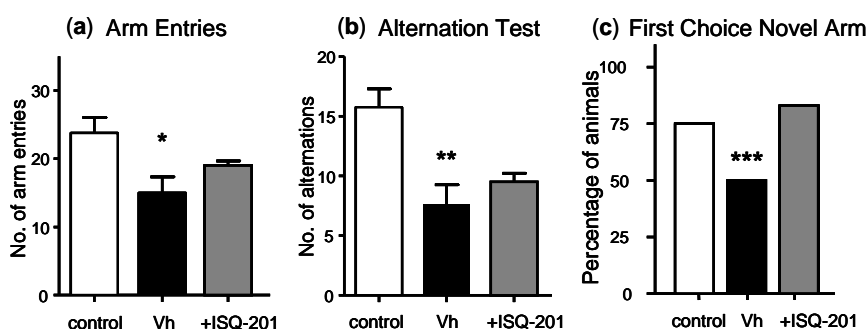 (a) Arm Entries
No. of arm entries
30
20
10
0
*
control Vh +ISQ-201
(b) Alternation Test
No. of alternations
20
15
10
5
0
**
control Vh +ISQ-201
(c) First Choice Novel Arm
Percentage of animals
100
75
50
25
0
***
control Vh +ISQ-201